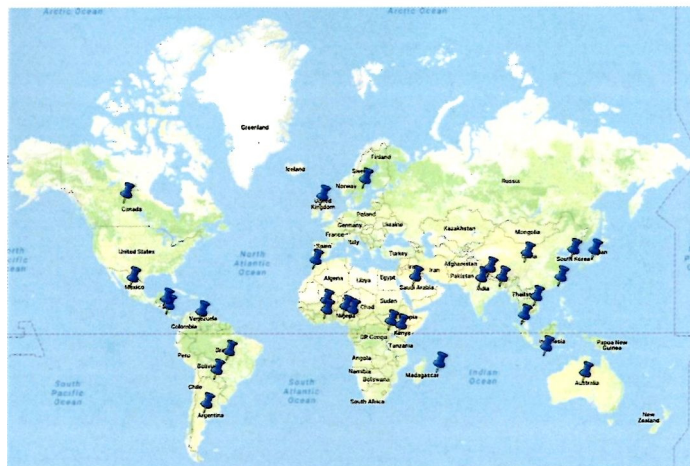 Arctic Ocean
Arctic Ocean
Greenland
Iceland
Finland
Norway
Russia
Canada
United
Kingdom
Poland
Germany
Ukraine
France
Kazakhstan
Mongolia
Italy
Spain
United States
North
Atlantic
Ocean
Turkey
Afghanistan
Iran
South Korea
Algeria
Libya
Egypt
Pakistan
Saudi Arabia
Mexico
India
Chad
Sudan
Thailand
Nigeria
Venezuela
Colombia
Kenya
DR Congo
Tanzania
Papua New
Guinea
Peru
Bolivia
Angola
Indian
Ocean
Madagascar
Namibia
Botswana
South
Pacific
Ocean
South
Atlantic
Ocean
Chile
Australia
South Africa
Argentina
New
Zealand